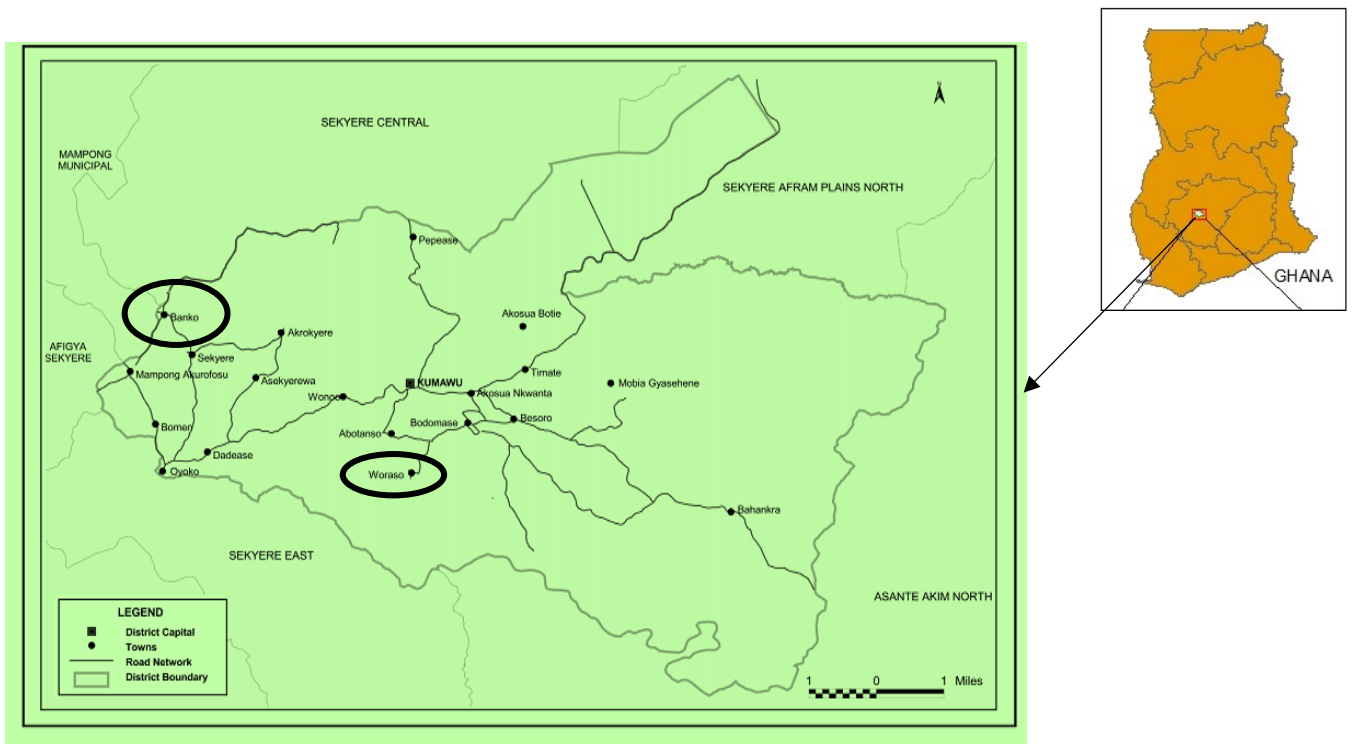 SEKYERE CENTRAL
N
MAMPONG
MUNICIPAL
SEKYERE AFRAM PLAINS NORTH
Pepease
GHANA
Banko
Akosua Botie
Akrokyere
AFIGYA
SEKYERE
Sekyere
Mampong Akurofosu
Asekyerewa
Timate
KUMAWU
Mobia Gyasehene
Wonoo
Akosua Nkwanta
Bomen
Abotanso
Bodomase
Besoro
Dadease
Oyoko
Woraso
Bahankra
SEKYERE EAST
ASANTE AKIM NORTH
LEGEND
District Capital
Towns
Road Network
District Boundary
1 0 1 Miles